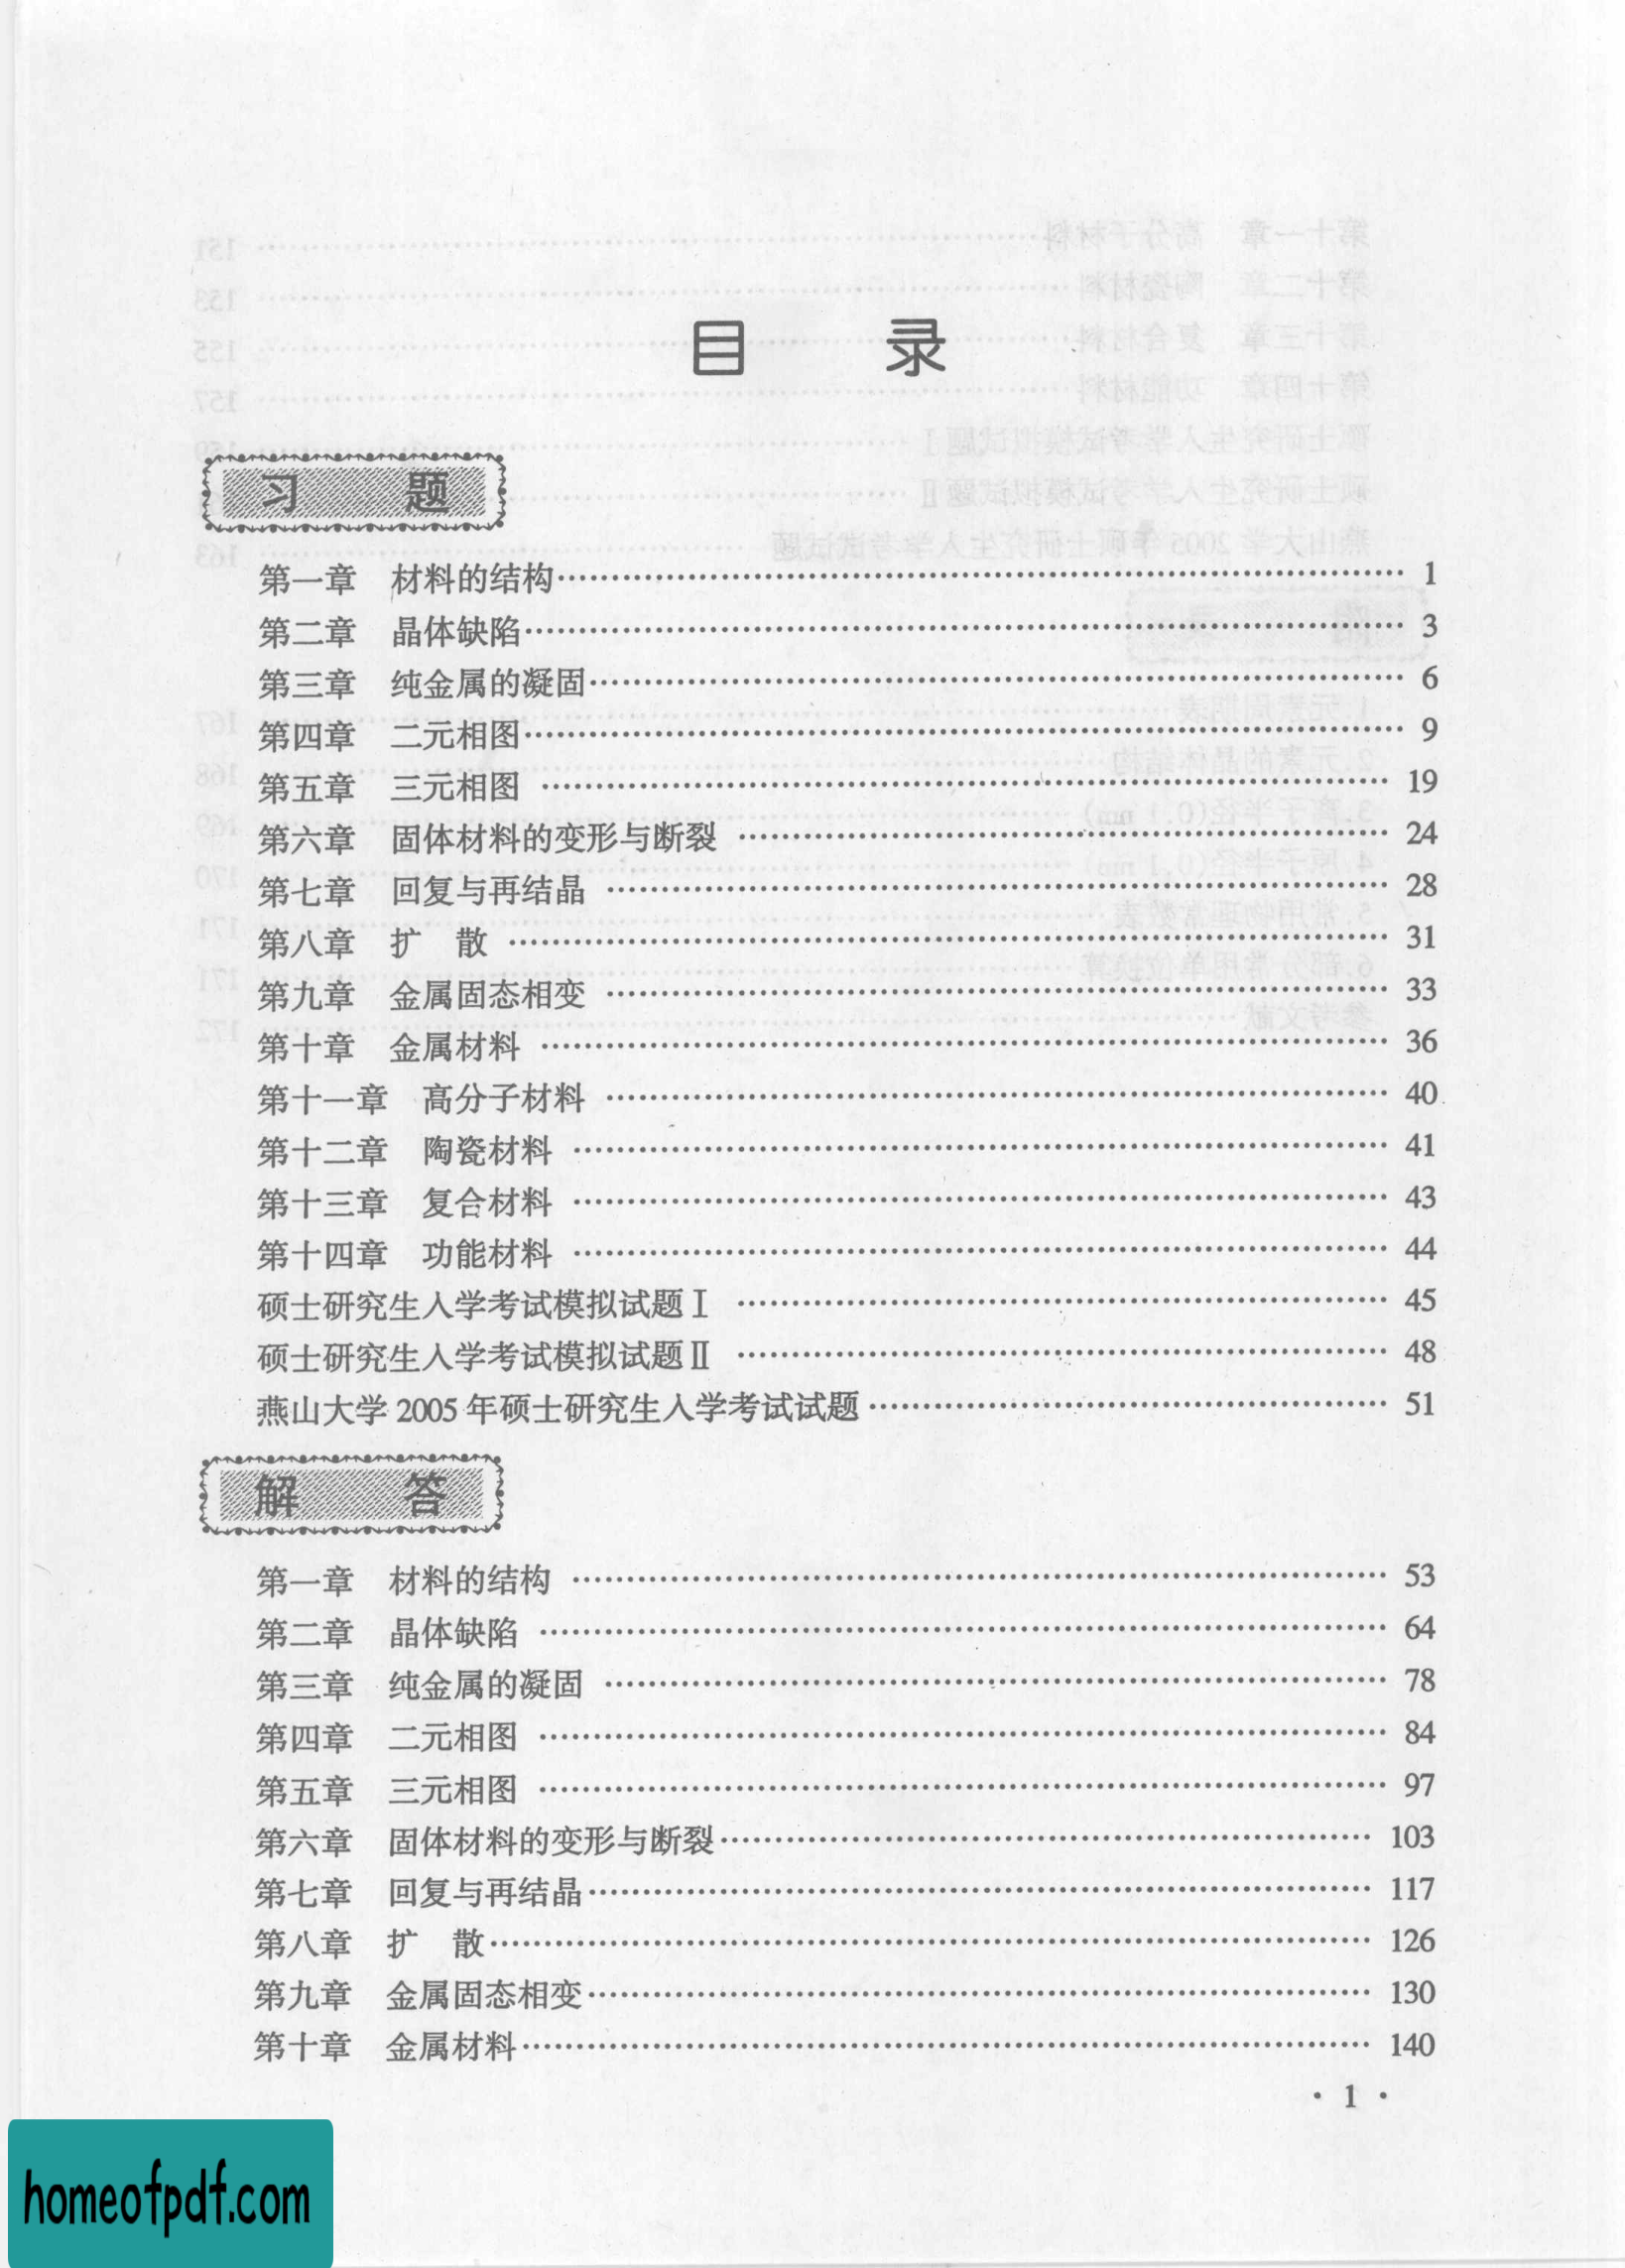 目 录
习 题
第一章 材料的结构…… 1
第二章 晶体缺陷…… 3
第三章 纯金属的凝固…… 6
第四章 二元相图…… 9
第五章 三元相图 …… 19
第六章 固体材料的变形与断裂 …… 24
第七章 回复与再结晶 …… 28
第八章 扩 散 …… 31
第九章 金属固态相变 …… 33
第十章 金属材料 …… 36
第十一章 高分子材料 …… 40
第十二章 陶瓷材料 …… 41
第十三章 复合材料 …… 43
第十四章 功能材料 …… 44
硕士研究生入学考试模拟试题Ⅰ …… 45
硕士研究生入学考试模拟试题Ⅱ …… 48
燕山大学 2005 年硕士研究生入学考试试题…… 51
解 答
第一章 材料的结构 …… 53
第二章 晶体缺陷 …… 64
第三章 纯金属的凝固 …… 78
第四章 二元相图 …… 84
第五章 三元相图 …… 97
第六章 固体材料的变形与断裂…… 103
第七章 回复与再结晶…… 117
第八章 扩 散…… 126
第九章 金属固态相变…… 130
第十章 金属材料…… 140
· 1 ·
homeofpdf.com